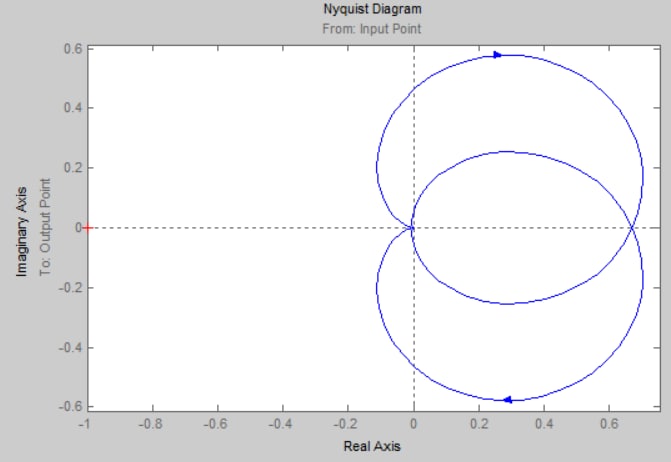 Nyquist Diagram
From: Input Point
Imaginary Axis
To: Output Point
0.6
0.4
0.2
0
-0.2
-0.4
-0.6
-1 -0.8 -0.6 -0.4 -0.2 0 0.2 0.4 0.6
Real Axis